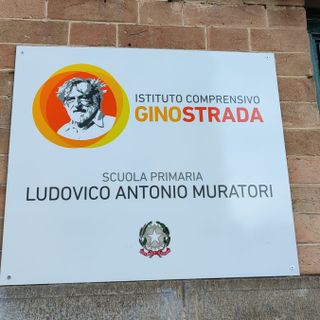 ISTITUTO COMPRENSIVO
GINOSTRADA
SCUOLA PRIMARIA
LUDOVICO ANTONIO MURATORI